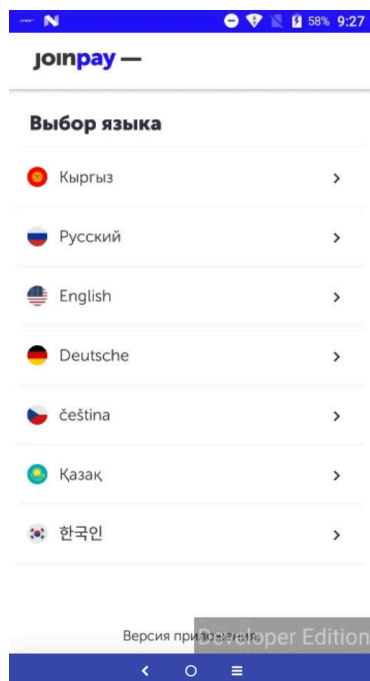 58% 9:27
joinpay —
Выбор языка
Кыргыз
Русский
English
Deutsche
čeština
Қазақ
한국인
Версия приложения
Developer Edition